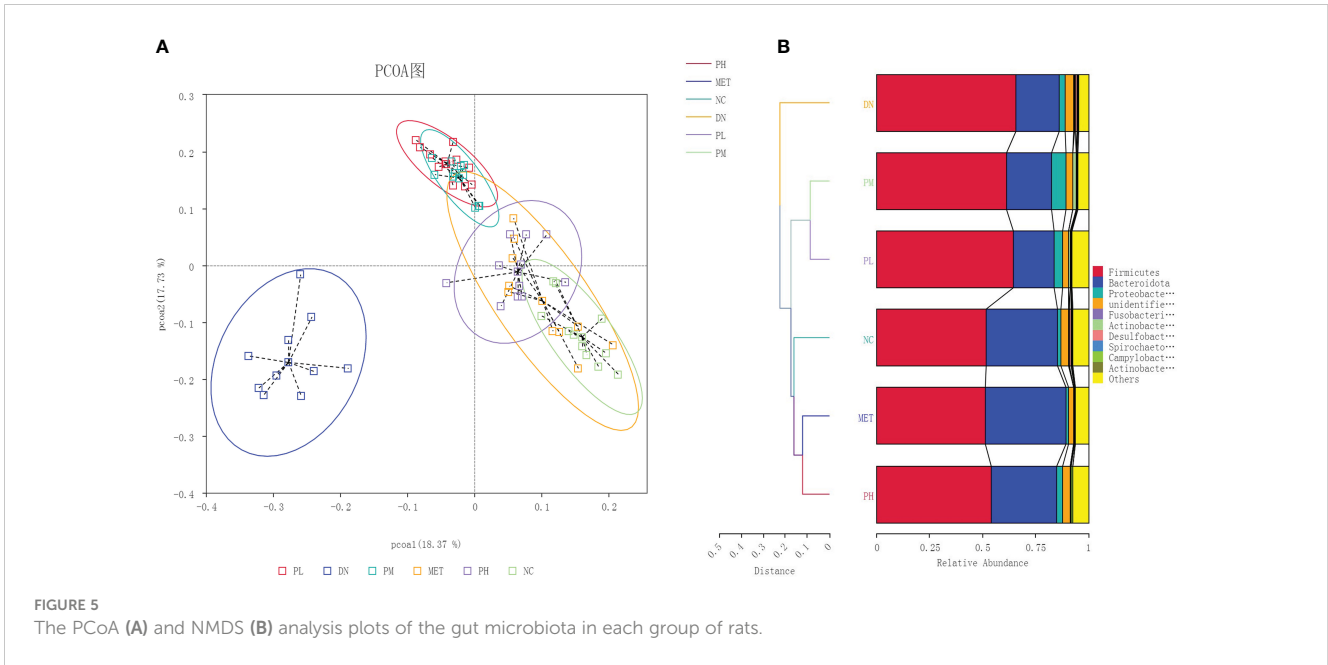 A
B
PCOA图
PH
MET
NC
DN
PL
PM
0.3
0.2
0.1
0
-0.1
-0.2
-0.3
-0.4
pcoa2(17.73 %)
-0.4
-0.3
-0.2
-0.1
0
0.1
0.2
pcoa1(18.37 %)
PL DN PM MET PH NC
DN
PM
PL
NC
MET
PH
0.5
0.4
0.3
0.2
0.1
0
Distance
0
0.25
0.5
0.75
1
Relative Abundance
Firmicutes
Bacteroidota
Proteobacte···
unidentifie···
Fusobacteri···
Actinobacte···
Desulfobact···
Spirochaeto···
Campylobact···
Actinobacte···
Others
FIGURE 5
The PCoA (A) and NMDS (B) analysis plots of the gut microbiota in each group of rats.